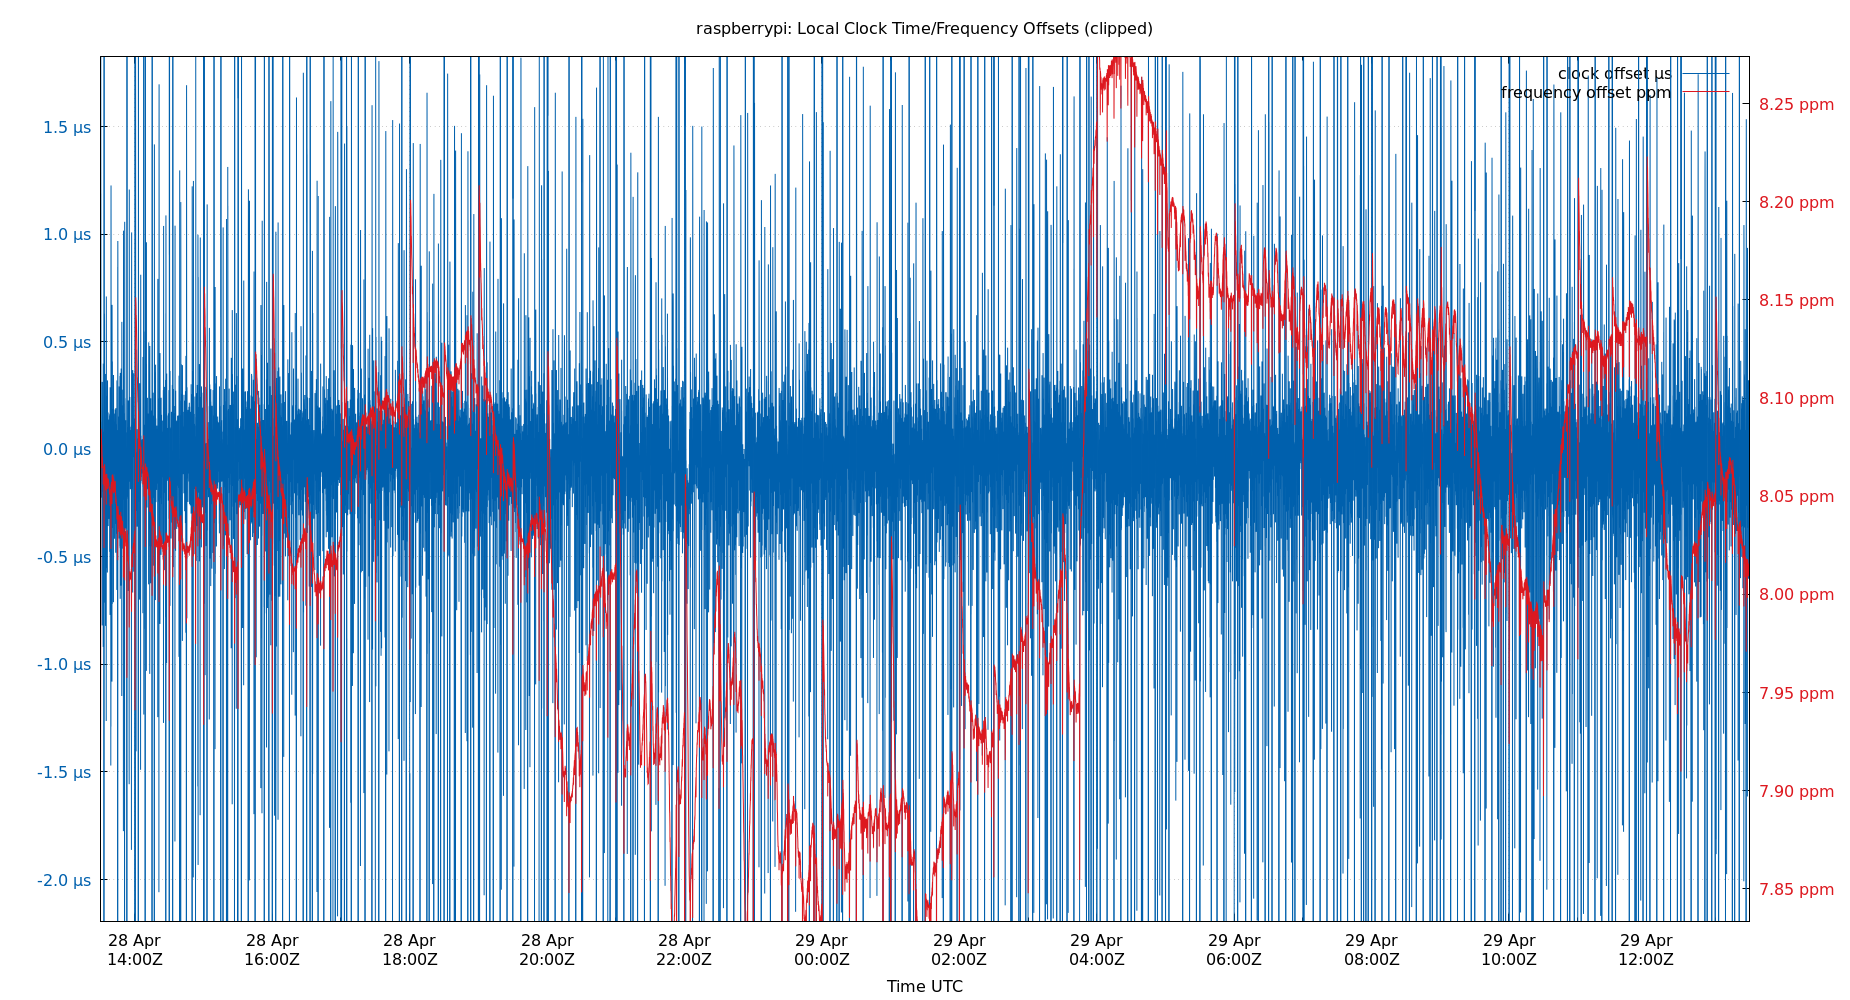 raspberrypi: Local Clock Time/Frequency Offsets (clipped)
clock offset µs
frequency offset ppm
1.5 µs
1.0 µs
0.5 µs
0.0 µs
-0.5 µs
-1.0 µs
-1.5 µs
-2.0 µs
8.25 ppm
8.20 ppm
8.15 ppm
8.10 ppm
8.05 ppm
8.00 ppm
7.95 ppm
7.90 ppm
7.85 ppm
28 Apr 28 Apr 28 Apr 28 Apr 28 Apr 29 Apr 29 Apr 29 Apr 29 Apr 29 Apr 29 Apr 29 Apr
14:00Z 16:00Z 18:00Z 20:00Z 22:00Z 00:00Z 02:00Z 04:00Z 06:00Z 08:00Z 10:00Z 12:00Z
Time UTC